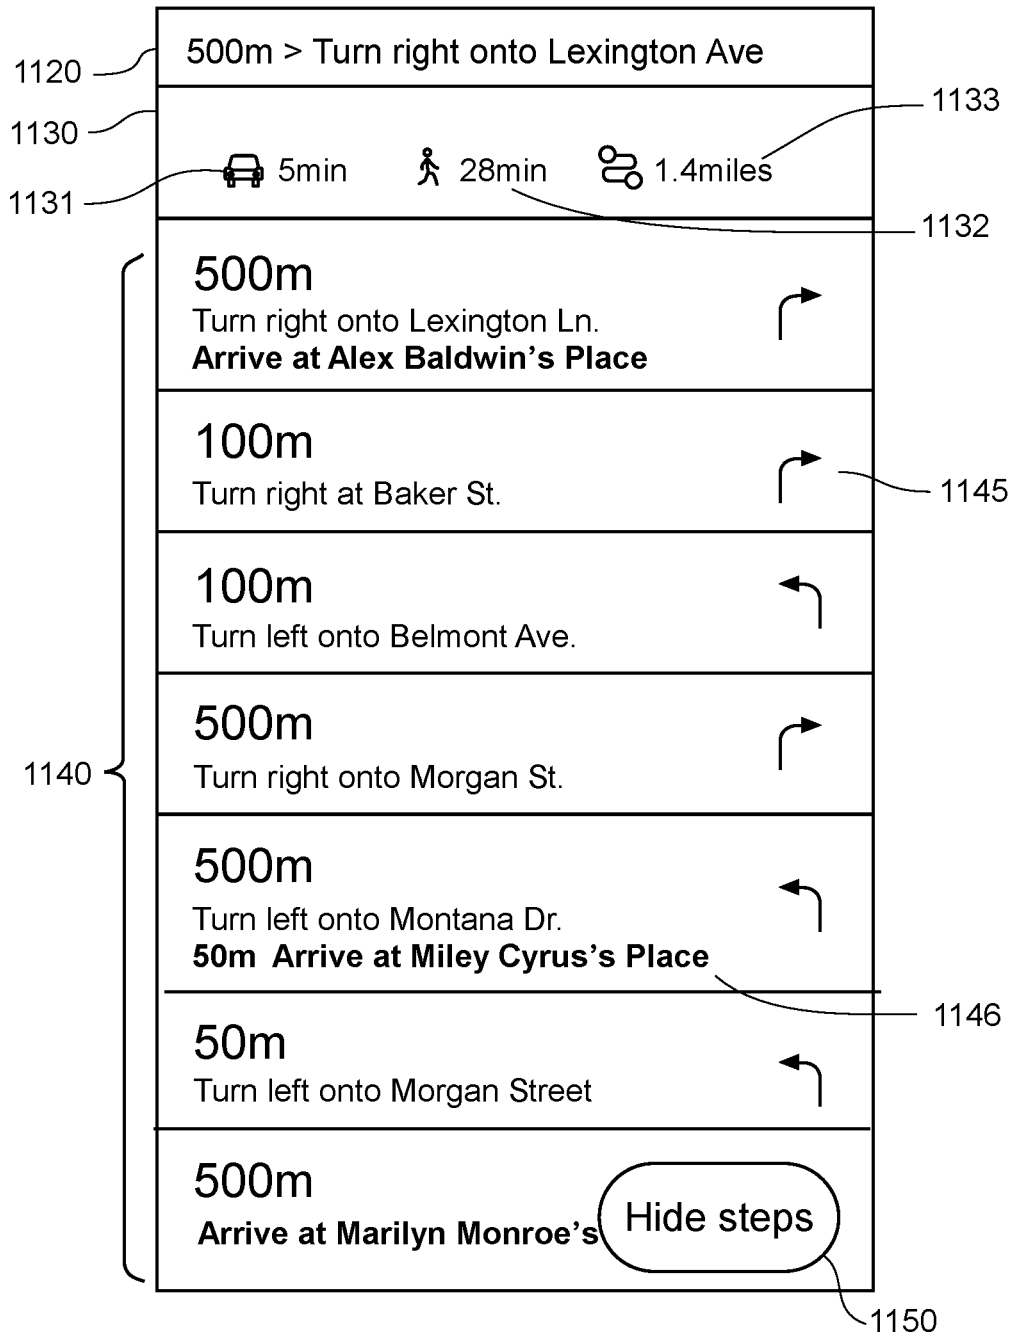 500m > Turn right onto Lexington Ave
1120
1133
1130
5min
28min
1.4miles
1131
1132
500m
Turn right onto Lexington Ln.
Arrive at Alex Baldwin's Place
100m
Turn right at Baker St.
1145
100m
Turn left onto Belmont Ave.
500m
Turn right onto Morgan St.
1140
500m
Turn left onto Montana Dr.
50m Arrive at Miley Cyrus's Place
1146
50m
Turn left onto Morgan Street
500m
Arrive at Marilyn Monroe's
Hide steps
1150